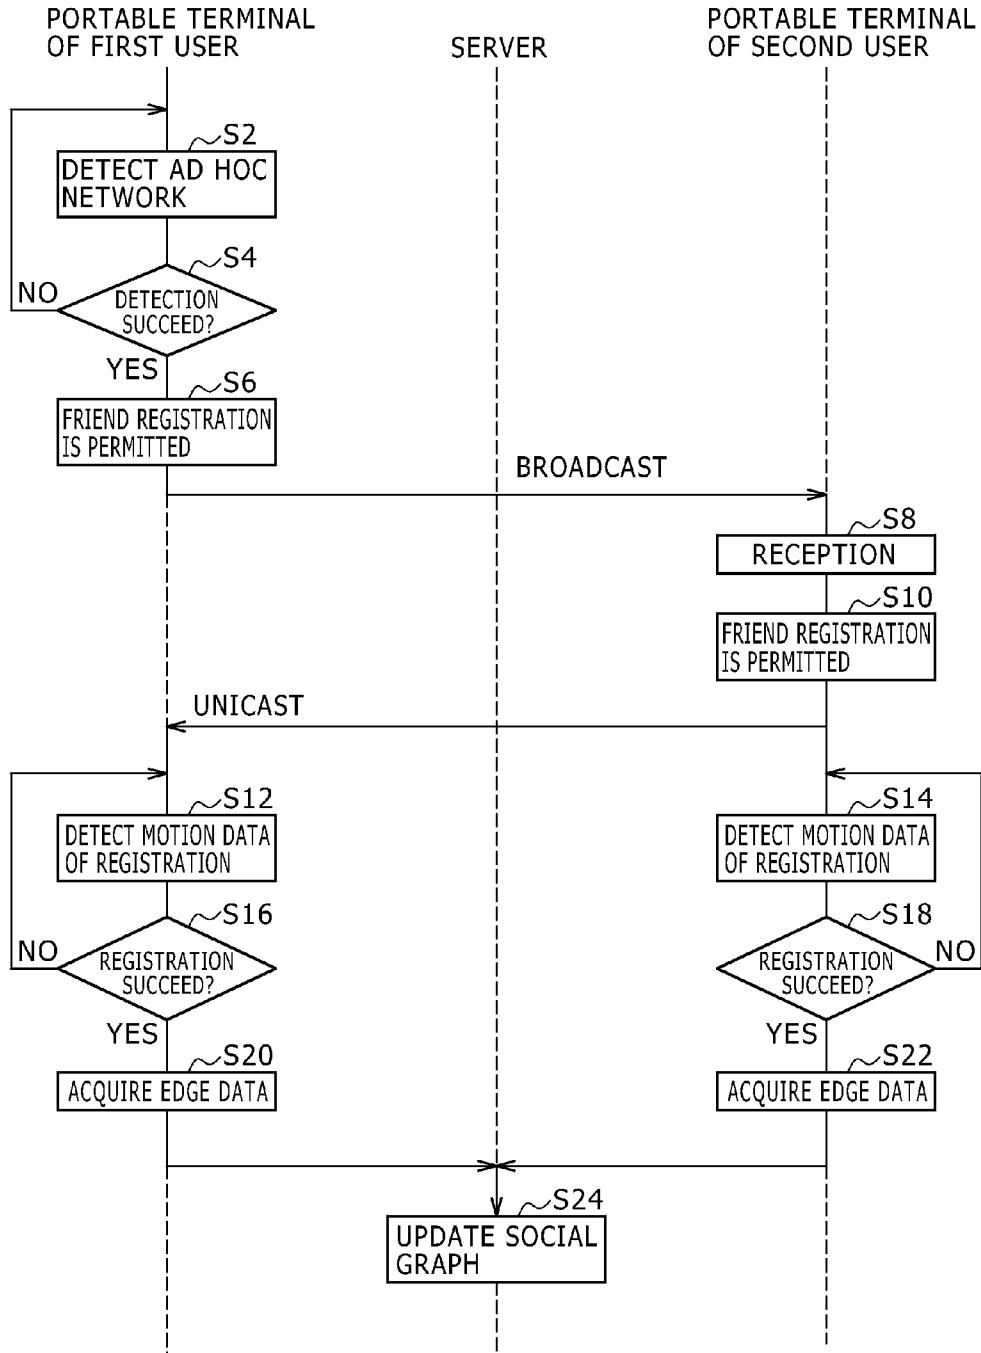 PORTABLE TERMINAL
OF FIRST USER
SERVER
PORTABLE TERMINAL
OF SECOND USER
S2
DETECT AD HOC
NETWORK
S4
NO
DETECTION
SUCCEED?
YES
S6
FRIEND REGISTRATION
IS PERMITTED
BROADCAST
S8
RECEPTION
S10
FRIEND REGISTRATION
IS PERMITTED
UNICAST
S12
DETECT MOTION DATA
OF REGISTRATION
S14
DETECT MOTION DATA
OF REGISTRATION
S16
NO
REGISTRATION
SUCCEED?
YES
S18
NO
REGISTRATION
SUCCEED?
YES
S20
ACQUIRE EDGE DATA
S22
ACQUIRE EDGE DATA
S24
UPDATE SOCIAL
GRAPH